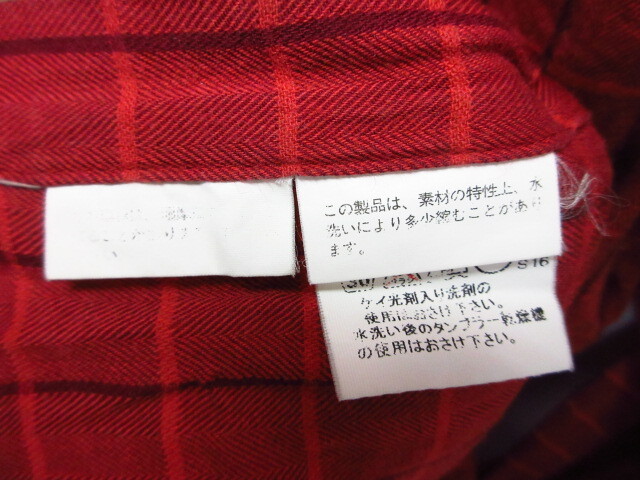 この製品は、素材の特性上、水
洗いにより多少縮むことがあり
ます。
S16
ケイ光剤入り洗剤の
使用はおさけ下さい。
水洗い後のタンブラー乾燥機
の使用はおさけ下さい。